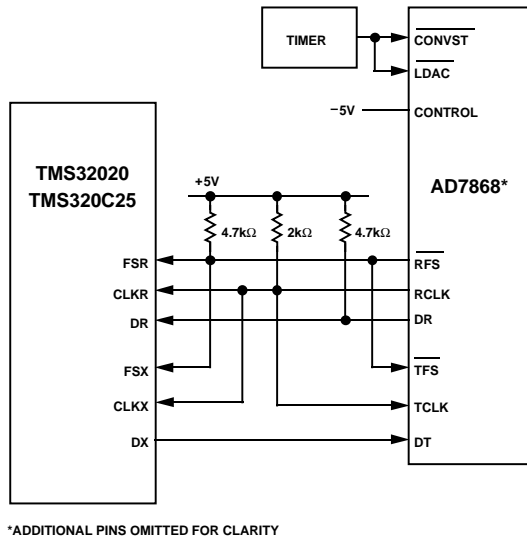 TIMER
CONVST
LDAC
−5V
CONTROL
TMS32020
TMS320C25
AD7868*
+5V
4.7kΩ
2kΩ
4.7kΩ
FSR
RFS
CLKR
RCLK
DR
DR
FSX
TFS
CLKX
TCLK
DX
DT
*ADDITIONAL PINS OMITTED FOR CLARITY